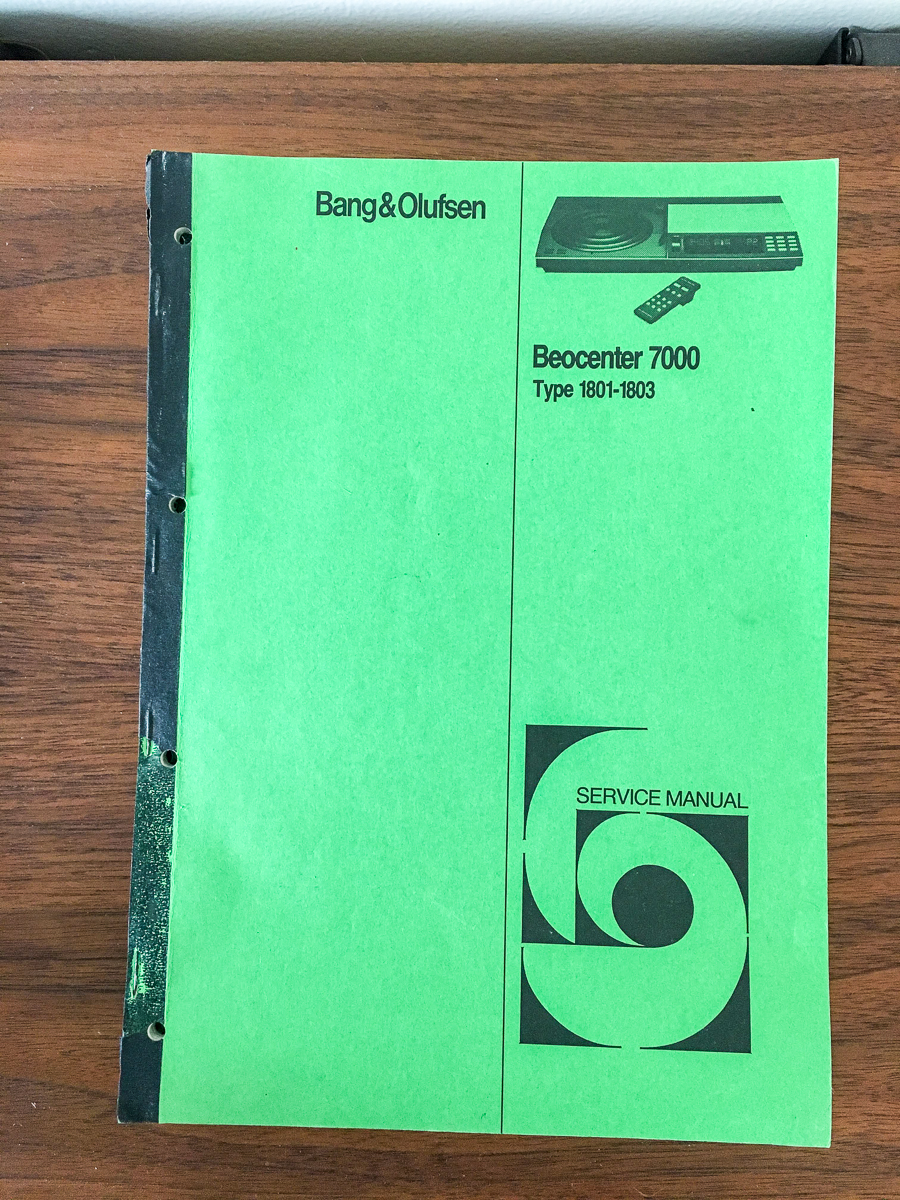 Bang&Olufsen
Beocenter 7000
Type 1801-1803
SERVICE MANUAL